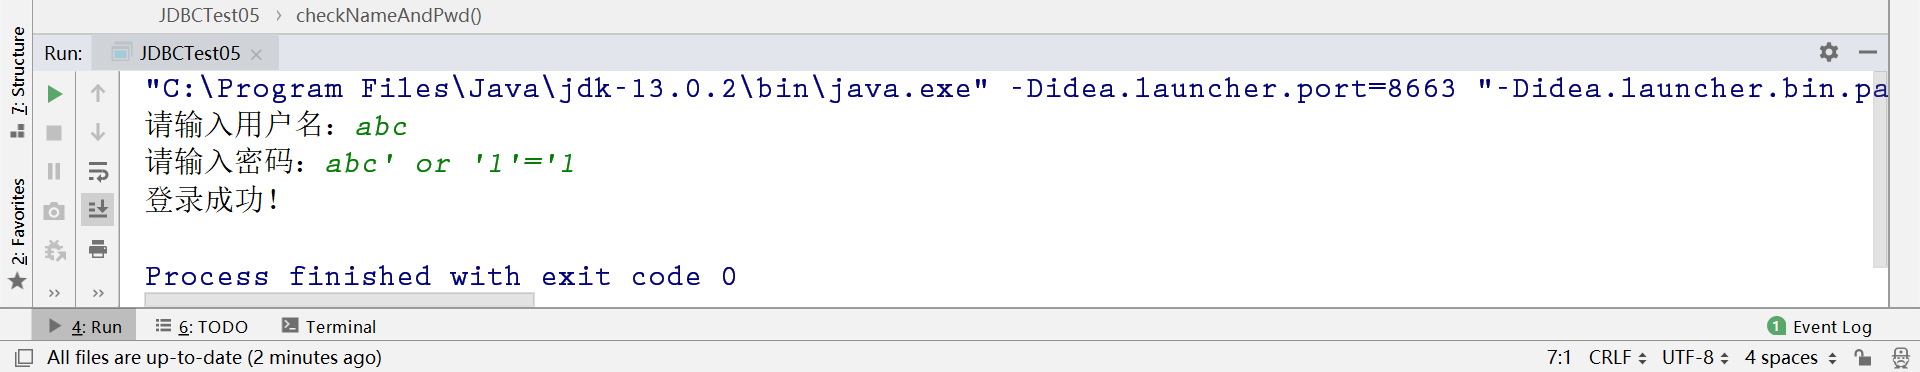 JDBCTest05 › checkNameAndPwd()
Run: JDBCTest05 ×
"C:\Program Files\Java\jdk-13.0.2\bin\java.exe" -Didea.launcher.port=8663 "-Didea.launcher.bin.pa
请输入用户名：abc
请输入密码：abc' or '1'='1
登录成功！
Process finished with exit code 0
7: Structure
2: Favorites
4: Run 6: TODO Terminal 1 Event Log
All files are up-to-date (2 minutes ago) 7:1 CRLF UTF-8 4 spaces